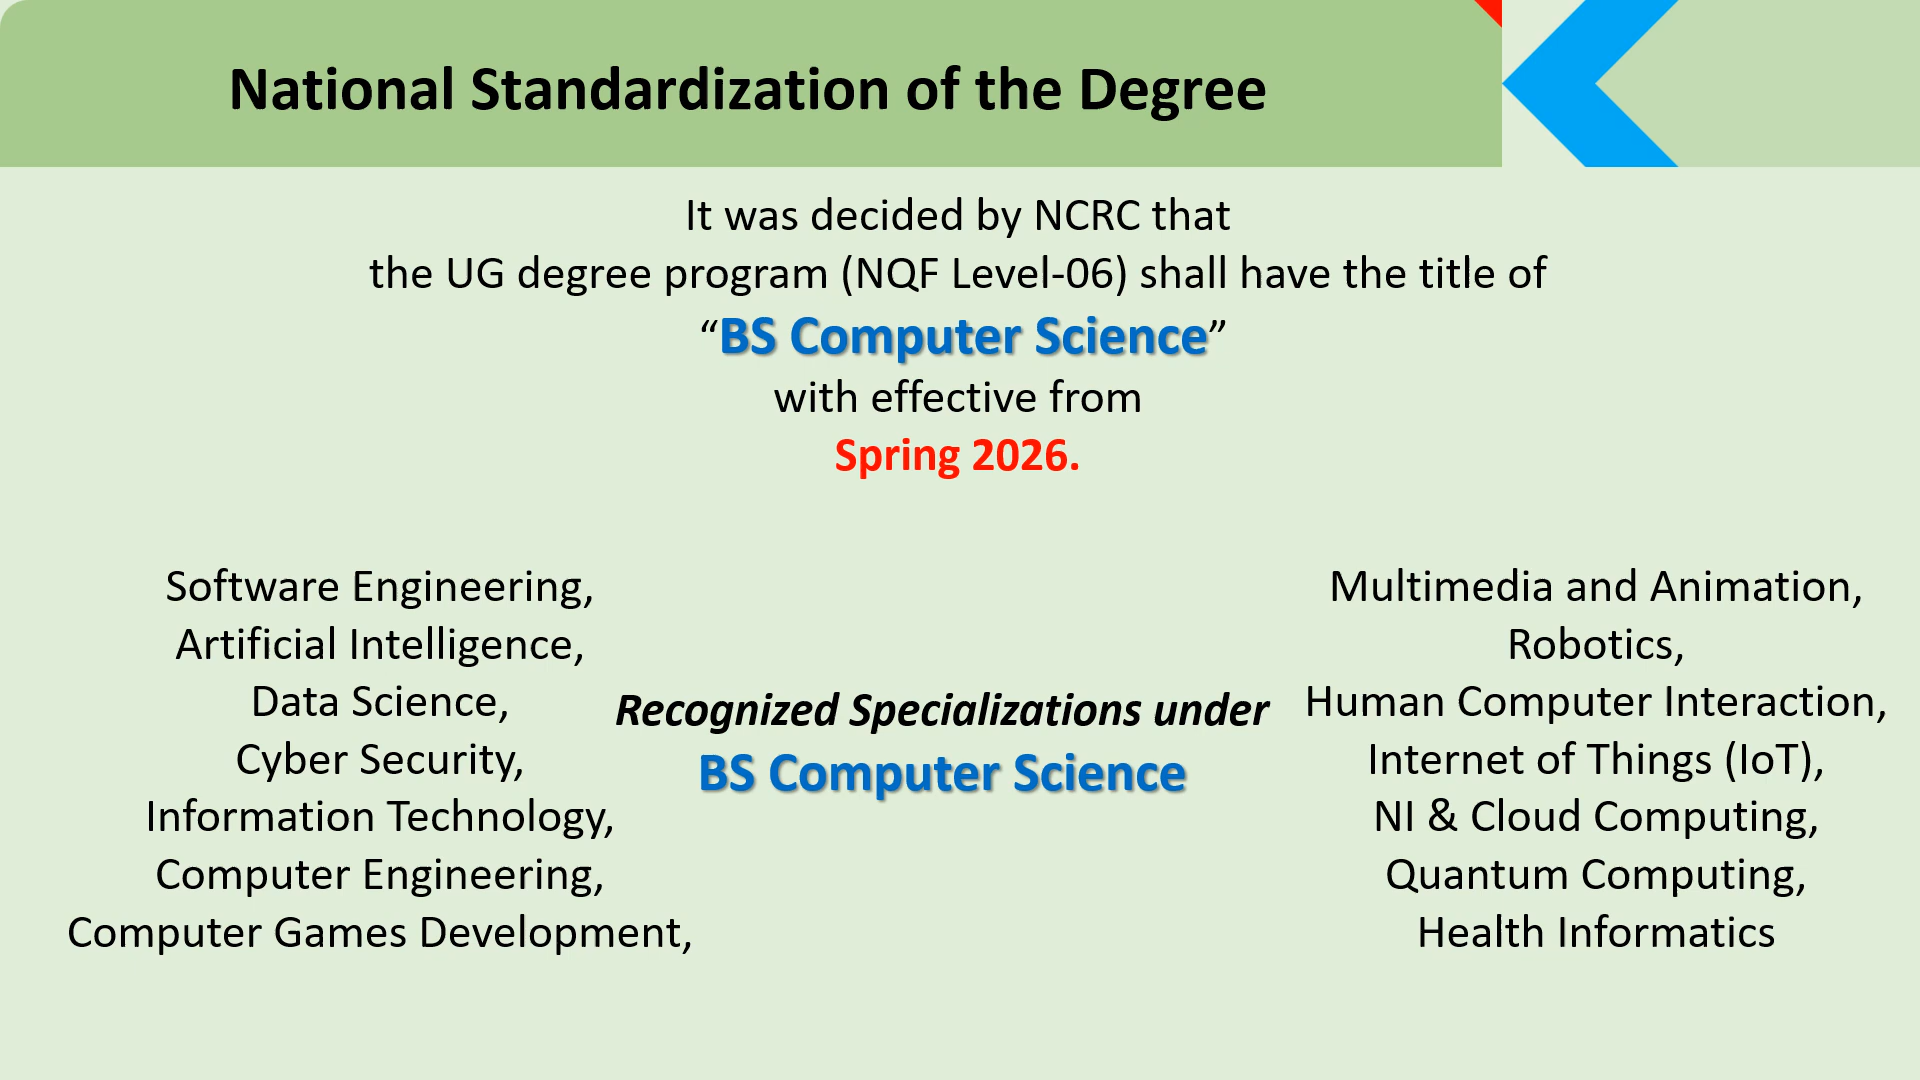 National Standardization of the Degree
It was decided by NCRC that
the UG degree program (NQF Level-06) shall have the title of
“BS Computer Science”
with effective from
Spring 2026.
Software Engineering,
Artificial Intelligence,
Data Science,
Cyber Security,
Information Technology,
Computer Engineering,
Computer Games Development,
Recognized Specializations under
BS Computer Science
Multimedia and Animation,
Robotics,
Human Computer Interaction,
Internet of Things (IoT),
NI & Cloud Computing,
Quantum Computing,
Health Informatics